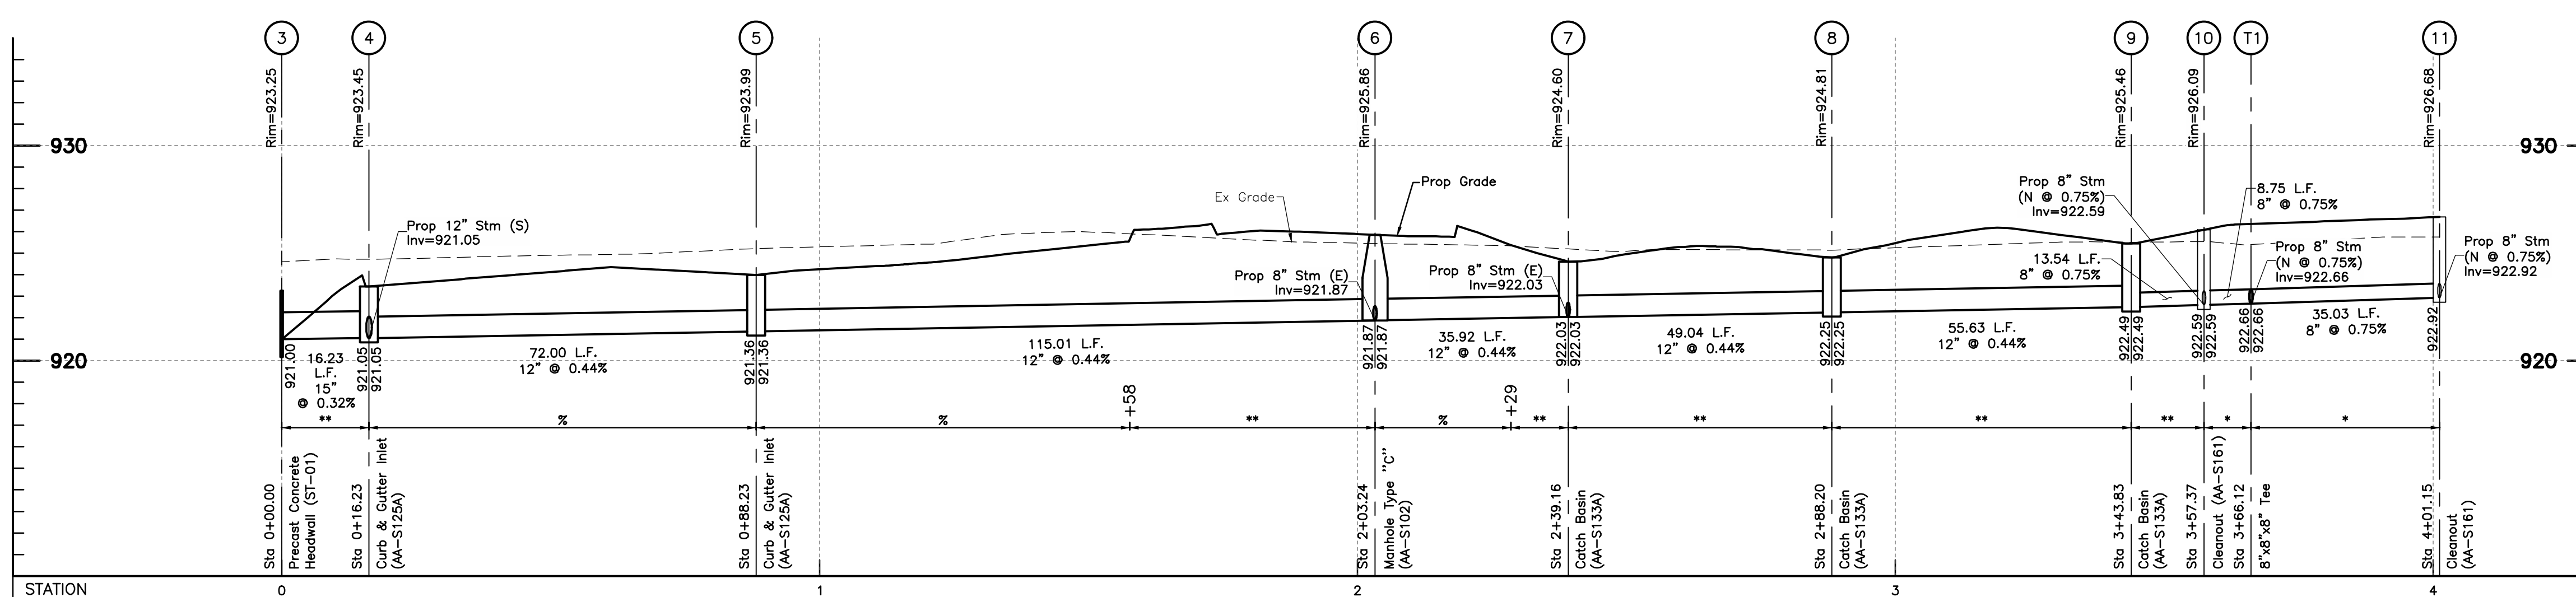 3
4
5
6
7
8
9
10
T1
11
Rim=923.25
Rim=923.45
Rim=923.99
Rim=925.86
Rim=924.60
Rim=924.81
Rim=925.46
Rim=926.09
Rim=926.68
930
930
Ex Grade
Prop Grade
Prop 12" Stm (S)
Inv=921.05
Prop 8" Stm (E)
Inv=921.87
Prop 8" Stm (E)
Inv=922.03
Prop 8" Stm
(N @ 0.75%)
Inv=922.59
8.75 L.F.
8" @ 0.75%
13.54 L.F.
8" @ 0.75%
Prop 8" Stm
(N @ 0.75%)
Inv=922.66
Prop 8" Stm
(N @ 0.75%)
Inv=922.92
920
920
921.00
16.23
L.F.
15"
@ 0.32%
921.05
921.05
72.00 L.F.
12" @ 0.44%
921.36
921.36
115.01 L.F.
12" @ 0.44%
921.87
921.87
35.92 L.F.
12" @ 0.44%
922.03
922.03
49.04 L.F.
12" @ 0.44%
922.25
922.25
55.63 L.F.
12" @ 0.44%
922.49
922.49
922.59
922.59
922.66
922.66
35.03 L.F.
8" @ 0.75%
922.92
**
%
%
+58
**
%
+29
**
**
**
**
*
*
Sta 0+00.00
Precast Concrete
Headwall (ST-01)
Sta 0+16.23
Curb & Gutter Inlet
(AA-S125A)
Sta 0+88.23
Curb & Gutter Inlet
(AA-S125A)
Sta 2+03.24
Manhole Type "C"
(AA-S102)
Sta 2+39.16
Catch Basin
(AA-S133A)
Sta 2+88.20
Catch Basin
(AA-S133A)
Sta 3+43.83
Catch Basin
(AA-S133A)
Sta 3+57.37
Cleanout (AA-S161)
Sta 3+66.12
8"x8"x8" Tee
Sta 4+01.15
Cleanout
(AA-S161)
STATION
0
1
2
3
4